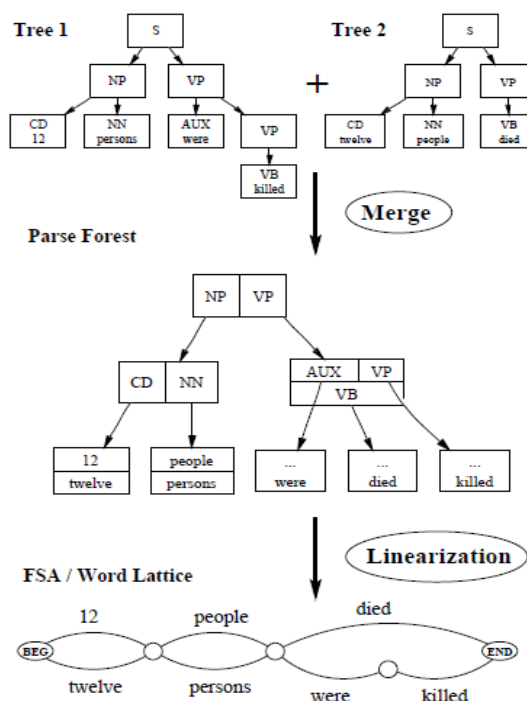 Tree 1
S
Tree 2
S
NP
VP
+
NP
VP
CD
12
NN
persons
AUX
were
VP
CD
twelve
NN
people
VB
died
VB
killed
Merge
Parse Forest
NP VP
CD NN
AUX VP
VB
12
twelve
people
persons
...
were
...
died
...
killed
Linearization
FSA / Word Lattice
12
people
died
BEG
END
twelve
persons
were
killed